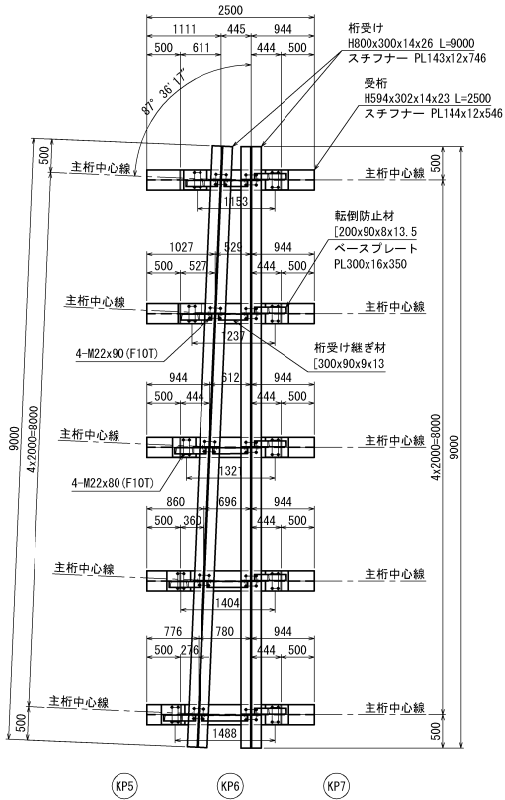 2500
1111 445 944
500 611 444 500
87° 36' 17"
桁受け
H800x300x14x26 L=9000
スチフナー PL143x12x746
受桁
H594x302x14x23 L=2500
スチフナー PL144x12x546
500 主桁中心線 主桁中心線 500
1153
転倒防止材
[200x90x8x13.5
ベースプレート
PL300x16x350
1027 529 944
500 527 444 500
主桁中心線 主桁中心線
1237
4-M22x90(F10T)
桁受け継ぎ材
[300x90x9x13
944 612 944
500 444 444 500
主桁中心線 主桁中心線
9000 4x2000=8000 4x2000=8000 9000
1321
4-M22x80(F10T)
860 696 944
500 360 444 500
主桁中心線 主桁中心線
1404
776 780 944
500 276 444 500
主桁中心線 主桁中心線
500 1488 500
KP5 KP6 KP7